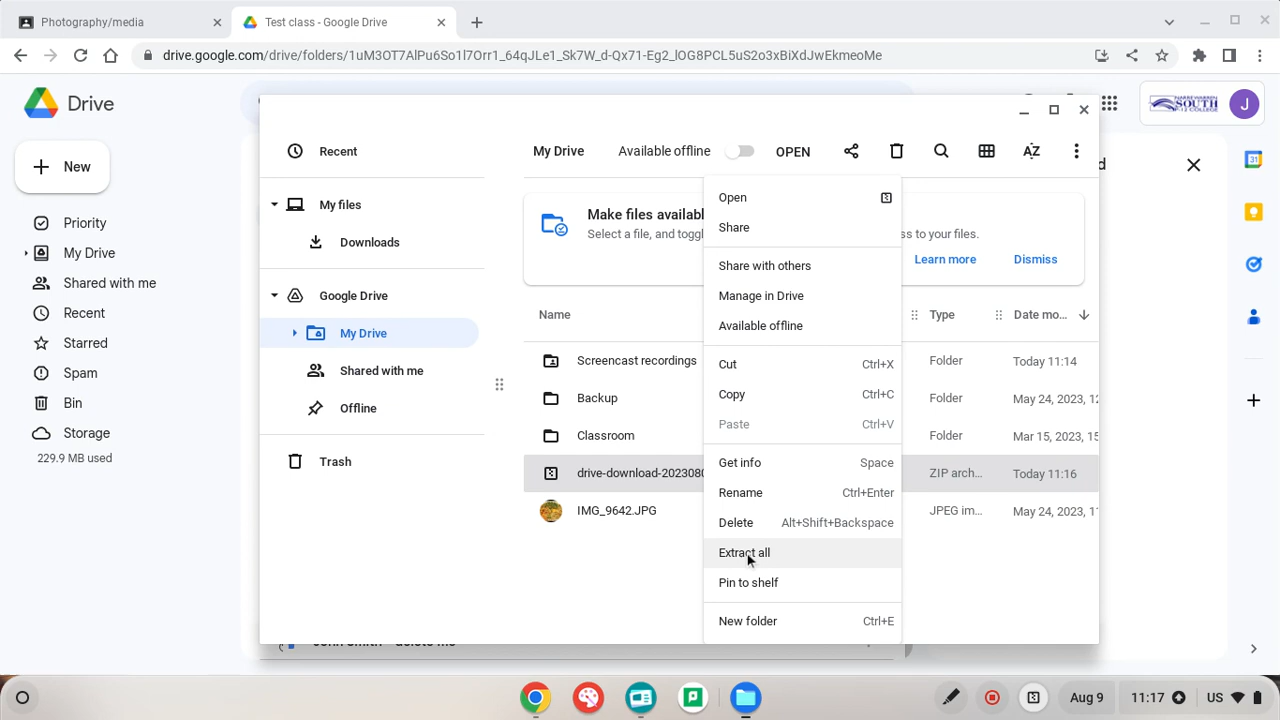 Photography/media
Test class - Google Drive
drive.google.com/drive/folders/1uM3OT7AlPu6So1l7Orr1_64qJLe1_Sk7W_d-Qx71-Eg2_lOG8PCL5uS2o3xBiXdJwEkmeoMe
Drive
SOUTH
J
New
Priority
My Drive
Shared with me
Recent
Starred
Spam
Bin
Storage
229.9 MB used
Recent
My files
Downloads
Google Drive
My Drive
Shared with me
Offline
Trash
My Drive Available offline OPEN AZ
Make files availabl
Select a file, and toggl
ss to your files.
Learn more Dismiss
Name Type Date mo...
Screencast recordings Folder Today 11:14
Backup Folder May 24, 2023, 12
Classroom Folder Mar 15, 2023, 15
drive-download-2023080 ZIP arch... Today 11:16
IMG_9642.JPG JPEG im... May 24, 2023, 1
Open
Share
Share with others
Manage in Drive
Available offline
Cut Ctrl+X
Copy Ctrl+C
Paste Ctrl+V
Get info Space
Rename Ctrl+Enter
Delete Alt+Shift+Backspace
Extract all
Pin to shelf
New folder Ctrl+E
d
31
Aug 9 11:17 US